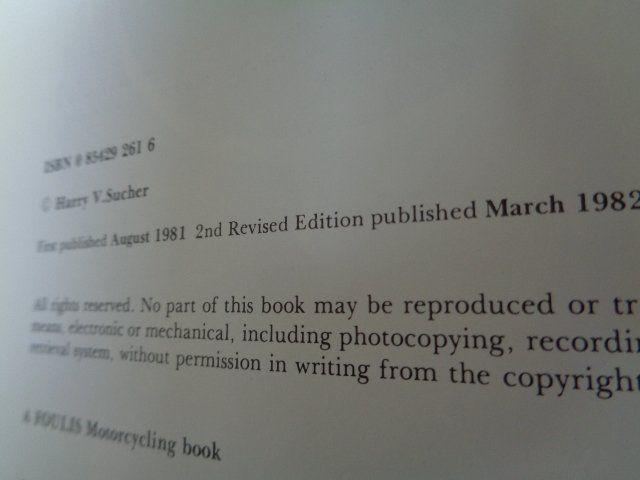 ISBN 0 85429 261 6
© Harry V.Sucher
First published August 1981 2nd Revised Edition published March 1982
All rights reserved. No part of this book may be reproduced or tr
means, electronic or mechanical, including photocopying, recordin
retrieval system, without permission in writing from the copyright
A FOULIS Motorcycling book